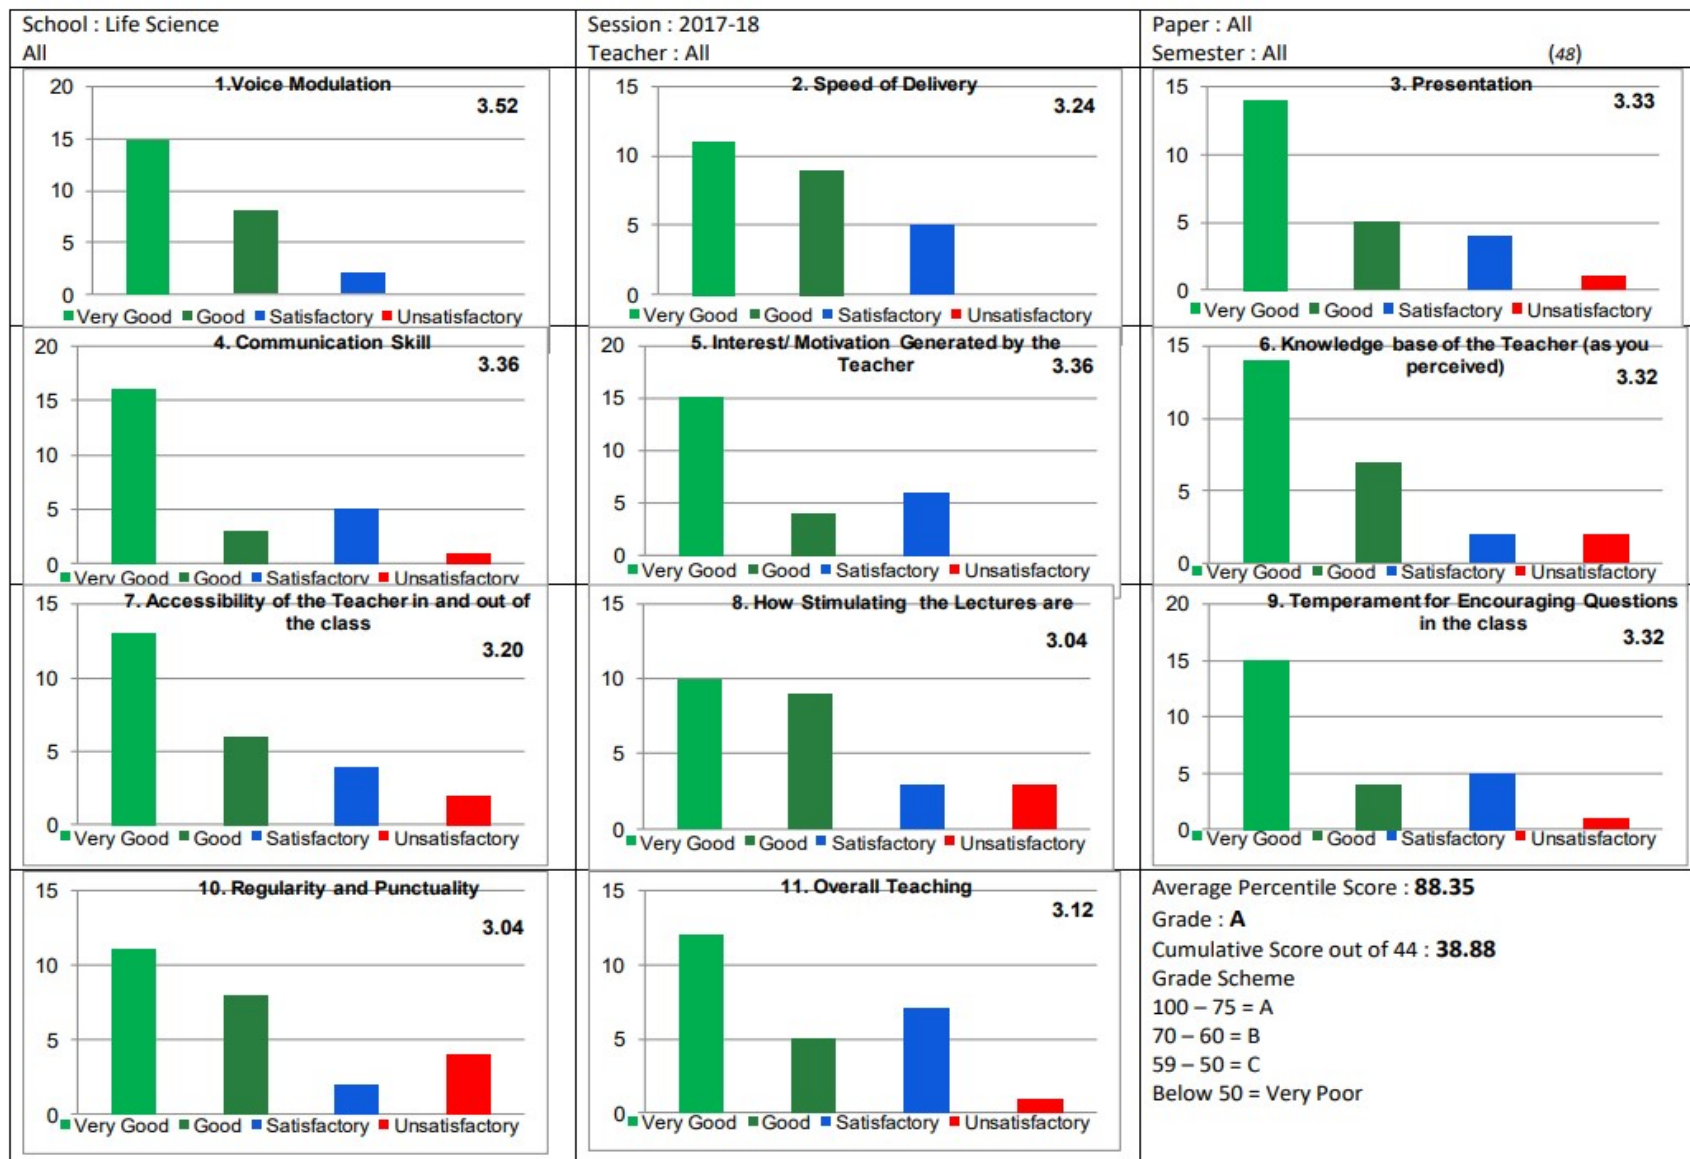 School : Life Science
All
Session : 2017-18
Teacher : All
Paper : All
Semester : All (48)
1.Voice Modulation
3.52
20
15
10
5
0
Very Good Good Satisfactory Unsatisfactory
2. Speed of Delivery
3.24
15
10
5
0
Very Good Good Satisfactory Unsatisfactory
3. Presentation
3.33
15
10
5
0
Very Good Good Satisfactory Unsatisfactory
4. Communication Skill
3.36
20
15
10
5
0
Very Good Good Satisfactory Unsatisfactory
5. Interest/ Motivation Generated by the
Teacher
3.36
20
15
10
5
0
Very Good Good Satisfactory Unsatisfactory
6. Knowledge base of the Teacher (as you
perceived)
3.32
15
10
5
0
Very Good Good Satisfactory Unsatisfactory
7. Accessibility of the Teacher in and out of
the class
3.20
15
10
5
0
Very Good Good Satisfactory Unsatisfactory
8. How Stimulating the Lectures are
3.04
15
10
5
0
Very Good Good Satisfactory Unsatisfactory
9. Temperament for Encouraging Questions
in the class
3.32
20
15
10
5
0
Very Good Good Satisfactory Unsatisfactory
10. Regularity and Punctuality
3.04
15
10
5
0
Very Good Good Satisfactory Unsatisfactory
11. Overall Teaching
3.12
15
10
5
0
Very Good Good Satisfactory Unsatisfactory
Average Percentile Score : 88.35
Grade : A
Cumulative Score out of 44 : 38.88
Grade Scheme
100 – 75 = A
70 – 60 = B
59 – 50 = C
Below 50 = Very Poor